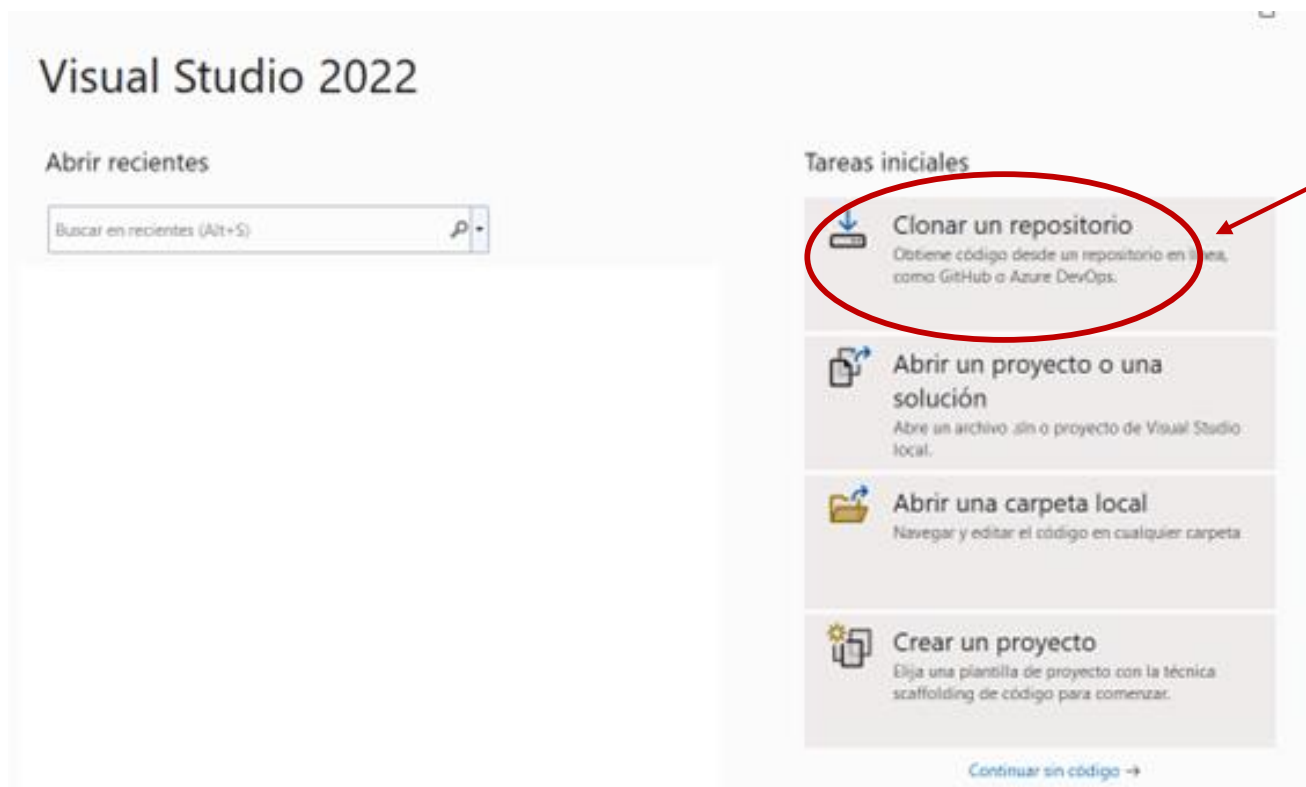 Visual Studio 2022
Abrir recientes
Buscar en recientes (Alt+S)
Tareas iniciales
Clonar un repositorio
Obtiene código desde un repositorio en línea,
como GitHub o Azure DevOps.
Abrir un proyecto o una
solución
Abre un archivo .sln o proyecto de Visual Studio
local.
Abrir una carpeta local
Navegar y editar el código en cualquier carpeta
Crear un proyecto
Elija una plantilla de proyecto con la técnica
scaffolding de código para comenzar.
Continuar sin código →